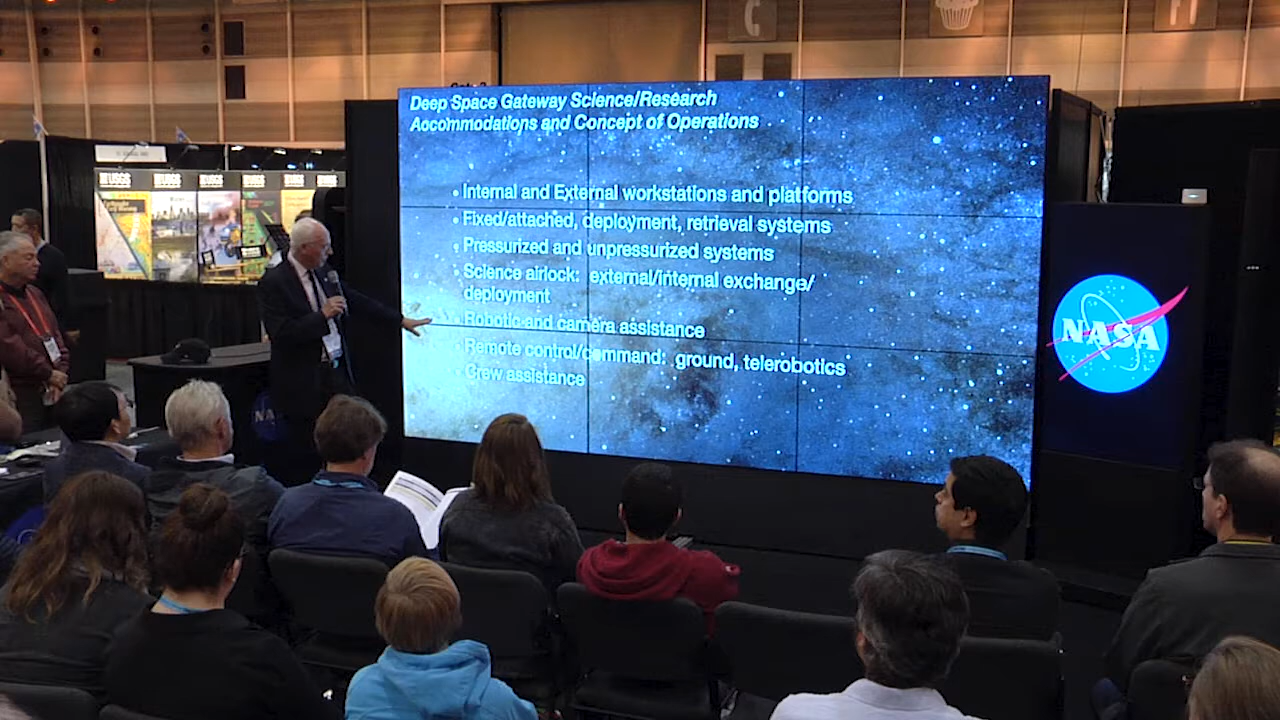 Deep Space Gateway Science/Research
Accommodations and Concept of Operations
• Internal and External workstations and platforms
• Fixed/attached, deployment, retrieval systems
• Pressurized and unpressurized systems
• Science airlock: external/internal exchange/
deployment
• Robotic and camera assistance
• Remote control/command: ground, telerobotics
• Crew assistance
NASA
USGS
USGS
USGS
USGS
USGS
USGS